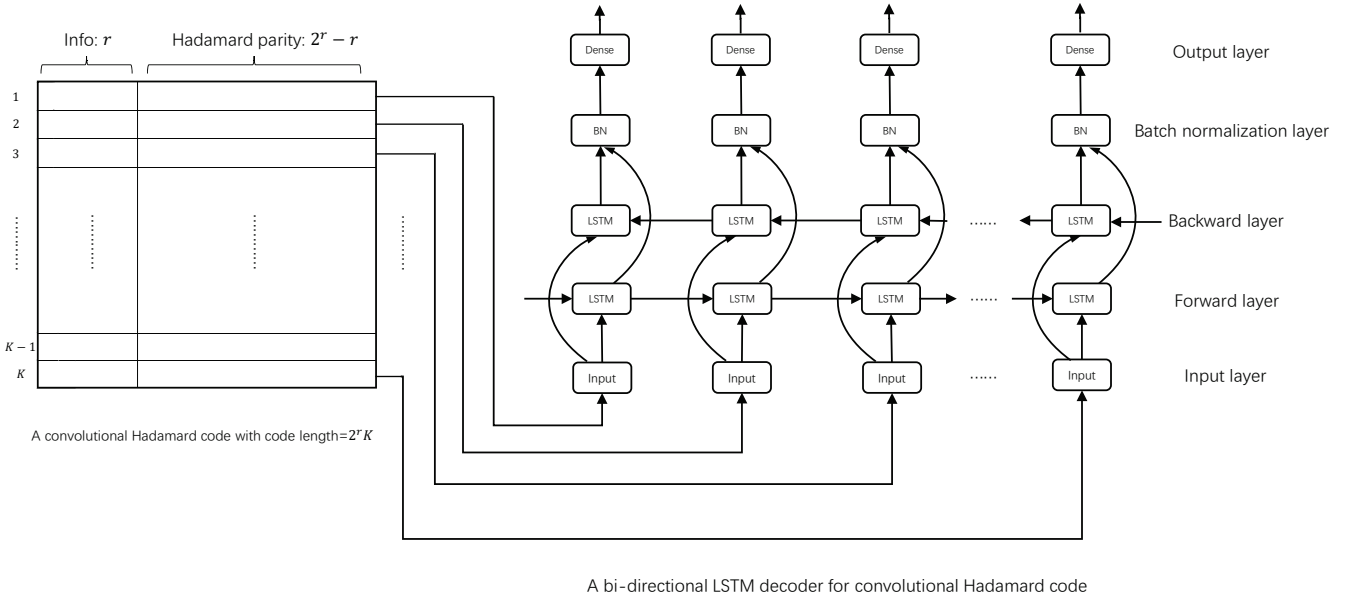 Info: r
Hadamard parity: 2^r − r
1
2
3
K − 1
K
A convolutional Hadamard code with code length=2^r K
Dense Dense Dense Dense Output layer
BN BN BN BN Batch normalization layer
LSTM LSTM LSTM ...... LSTM Backward layer
LSTM LSTM LSTM ...... LSTM Forward layer
Input Input Input ...... Input Input layer
A bi-directional LSTM decoder for convolutional Hadamard code